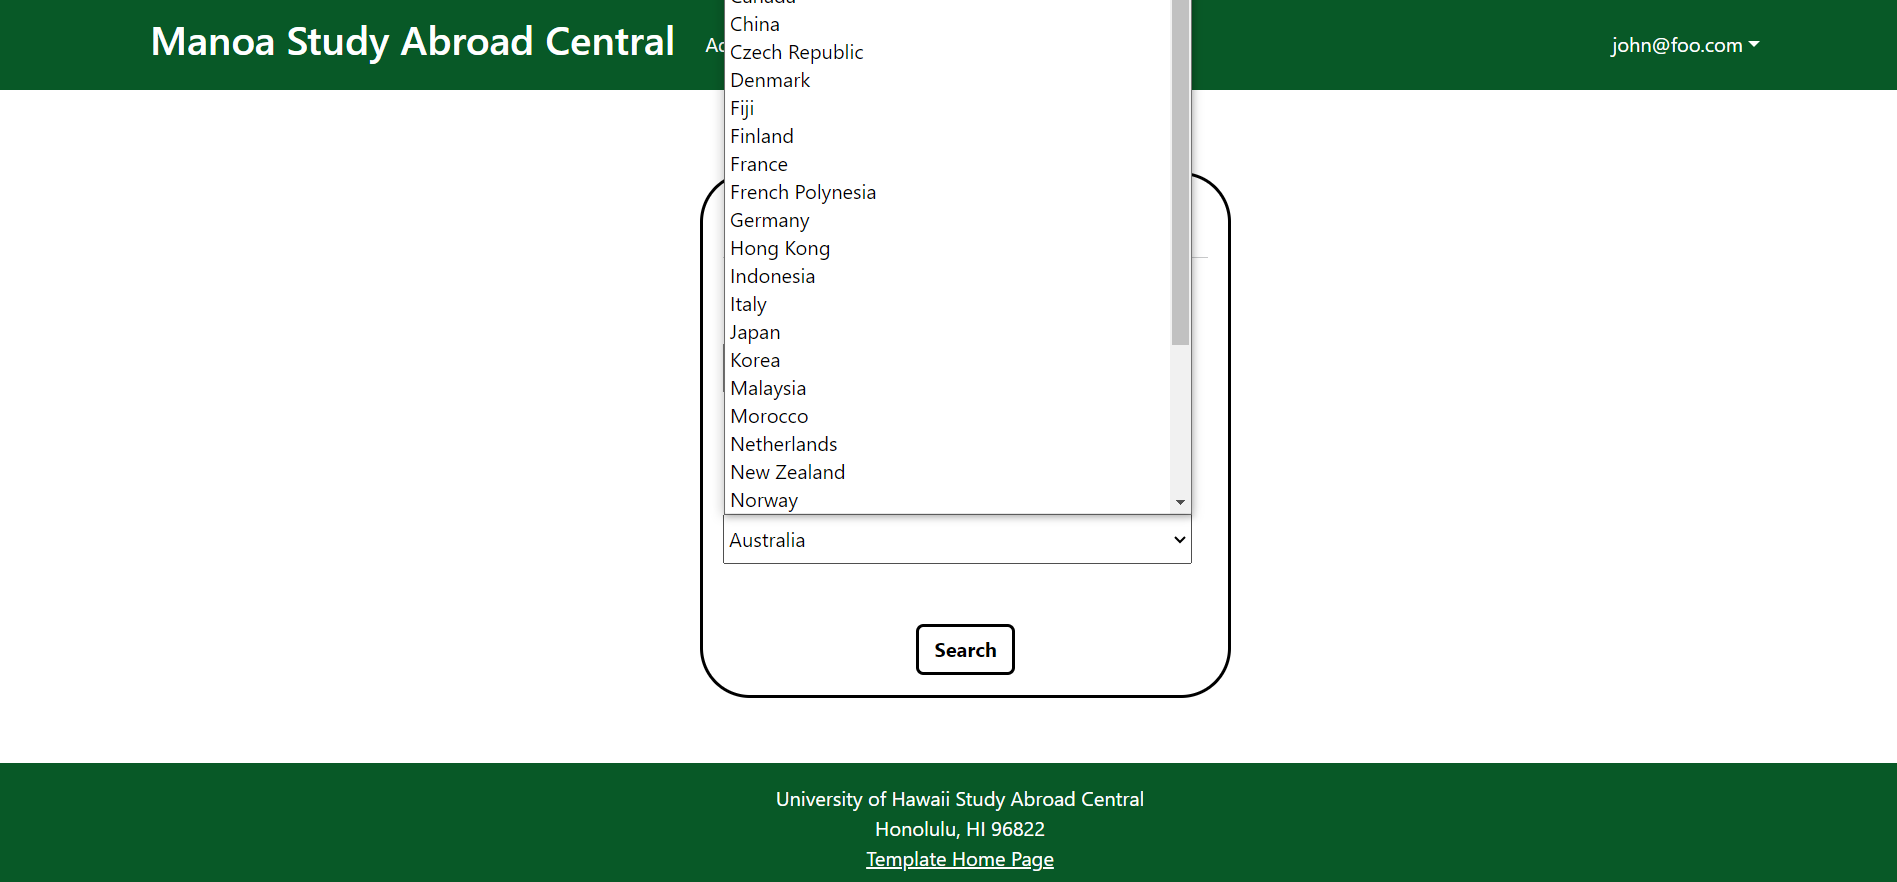 Manoa Study Abroad Central
john@foo.com
China
Czech Republic
Denmark
Fiji
Finland
France
French Polynesia
Germany
Hong Kong
Indonesia
Italy
Japan
Korea
Malaysia
Morocco
Netherlands
New Zealand
Norway
Australia
Search
University of Hawaii Study Abroad Central
Honolulu, HI 96822
Template Home Page